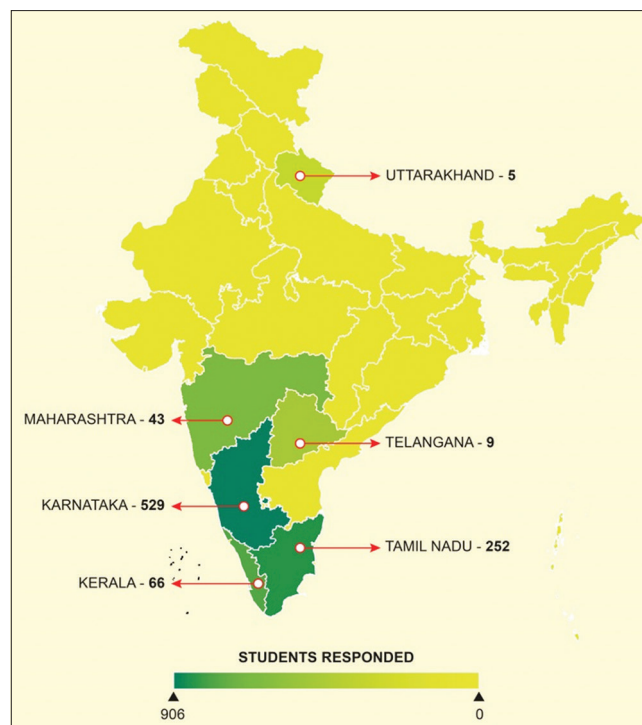 UTTARAKHAND - 5
MAHARASHTRA - 43
TELANGANA - 9
KARNATAKA - 529
TAMIL NADU - 252
KERALA - 66
STUDENTS RESPONDED
906 0